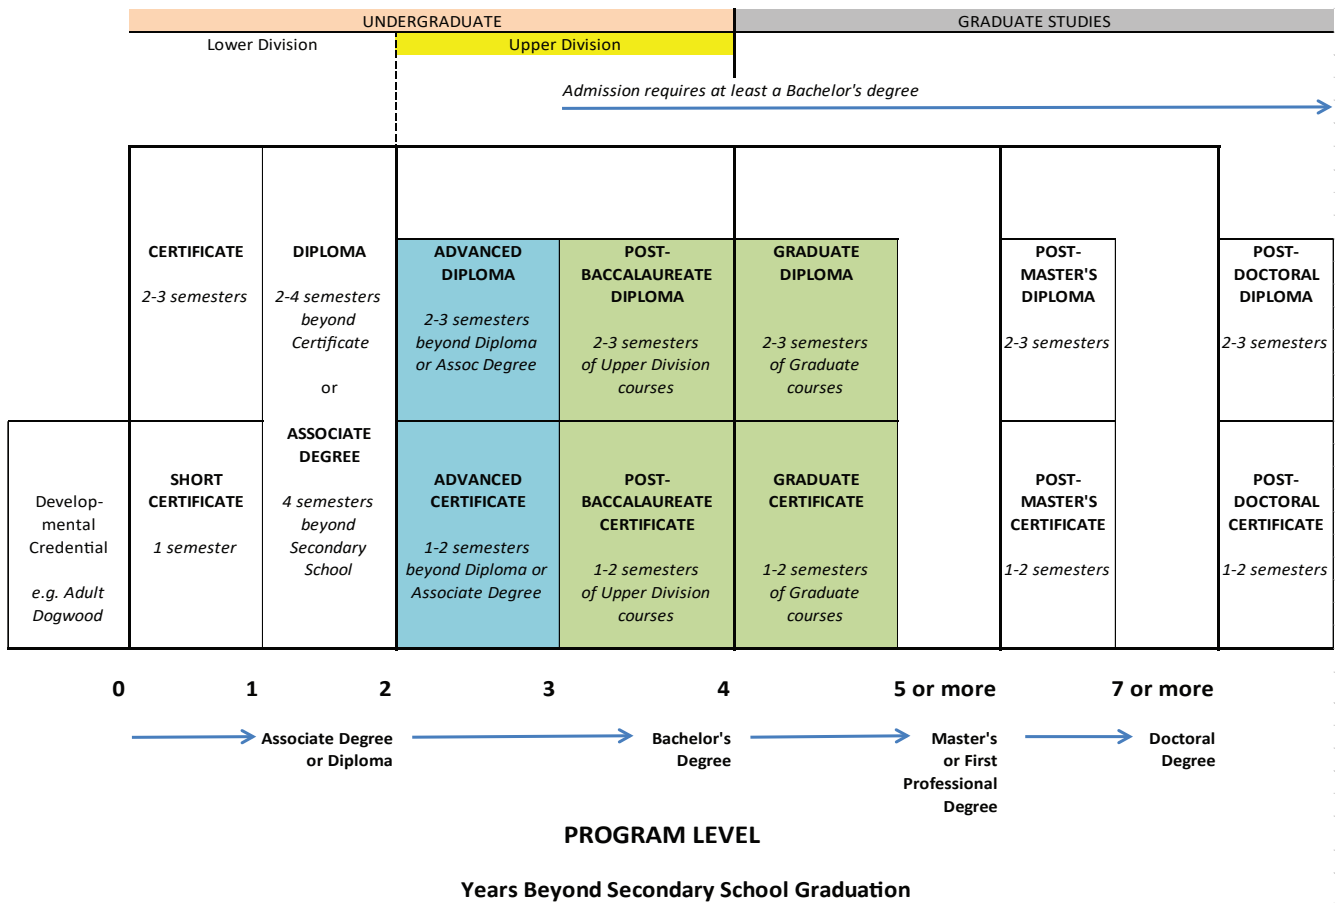 UNDERGRADUATE
GRADUATE STUDIES
Lower Division
Upper Division
Admission requires at least a Bachelor's degree
CERTIFICATE
2-3 semesters
DIPLOMA
2-4 semesters
beyond
Certificate
or
ASSOCIATE
DEGREE
4 semesters
beyond
Secondary
School
ADVANCED
DIPLOMA
2-3 semesters
beyond Diploma
or Assoc Degree
POST-
BACCALAUREATE
DIPLOMA
2-3 semesters
of Upper Division
courses
GRADUATE
DIPLOMA
2-3 semesters
of Graduate
courses
POST-
MASTER'S
DIPLOMA
2-3 semesters
POST-
DOCTORAL
DIPLOMA
2-3 semesters
Develop-
mental
Credential
e.g. Adult
Dogwood
SHORT
CERTIFICATE
1 semester
ADVANCED
CERTIFICATE
1-2 semesters
beyond Diploma or
Associate Degree
POST-
BACCALAUREATE
CERTIFICATE
1-2 semesters
of Upper Division
courses
GRADUATE
CERTIFICATE
1-2 semesters
of Graduate
courses
POST-
MASTER'S
CERTIFICATE
1-2 semesters
POST-
DOCTORAL
CERTIFICATE
1-2 semesters
0
1
2
3
4
5 or more
7 or more
Associate Degree
or Diploma
Bachelor's
Degree
Master's
or First
Professional
Degree
Doctoral
Degree
PROGRAM LEVEL
Years Beyond Secondary School Graduation